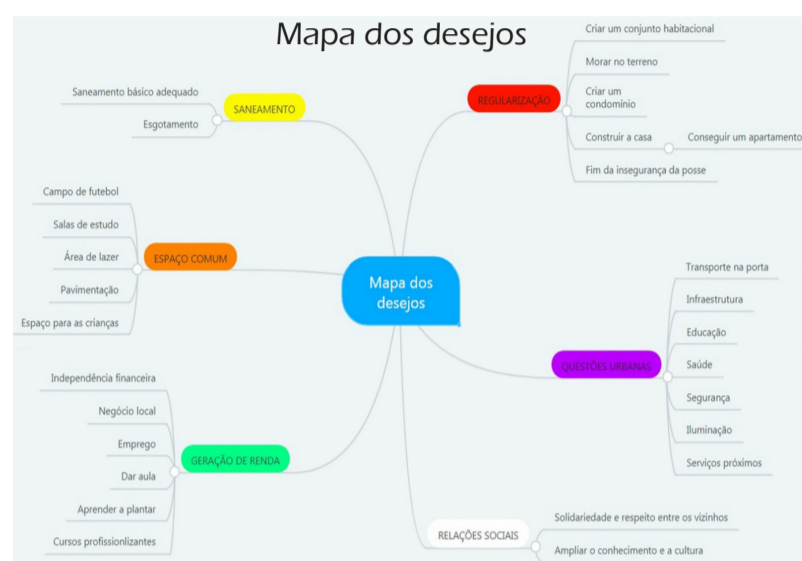 Mapa dos desejos
SANEAMENTO
Saneamento básico adequado
Esgotamento
ESPAÇO COMUM
Campo de futebol
Salas de estudo
Área de lazer
Pavimentação
Espaço para as crianças
GERAÇÃO DE RENDA
Independência financeira
Negócio local
Emprego
Dar aula
Aprender a plantar
Cursos profissionlizantes
Mapa dos
desejos
REGULARIZAÇÃO
Criar um conjunto habitacional
Morar no terreno
Criar um
condomínio
Construir a casa
Conseguir um apartamento
Fim da insegurança da posse
QUESTÕES URBANAS
Transporte na porta
Infraestrutura
Educação
Saúde
Segurança
Iluminação
Serviços próximos
RELAÇÕES SOCIAIS
Solidariedade e respeito entre os vizinhos
Ampliar o conhecimento e a cultura